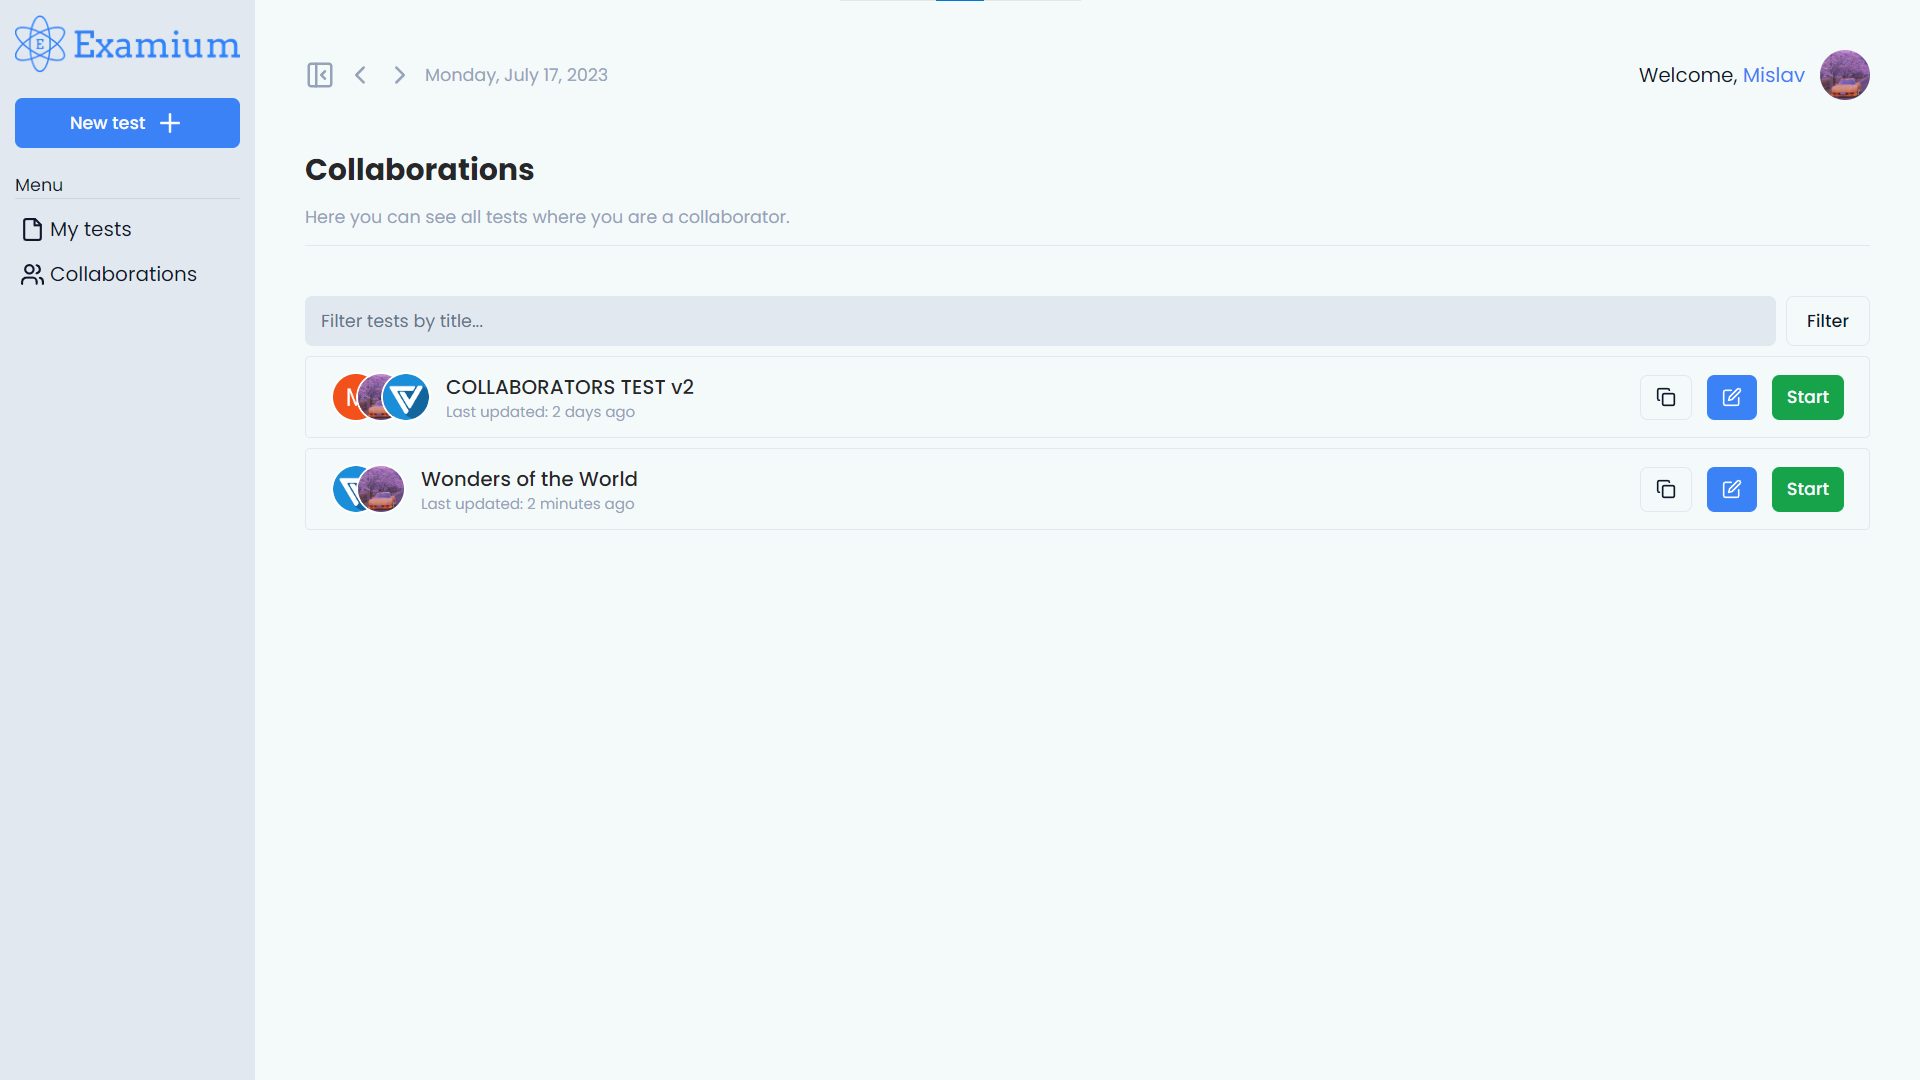 E Examium
New test
Menu
My tests
Collaborations
Monday, July 17, 2023
Welcome, Mislav
Collaborations
Here you can see all tests where you are a collaborator.
Filter tests by title...
Filter
M
COLLABORATORS TEST v2
Last updated: 2 days ago
Start
Wonders of the World
Last updated: 2 minutes ago
Start